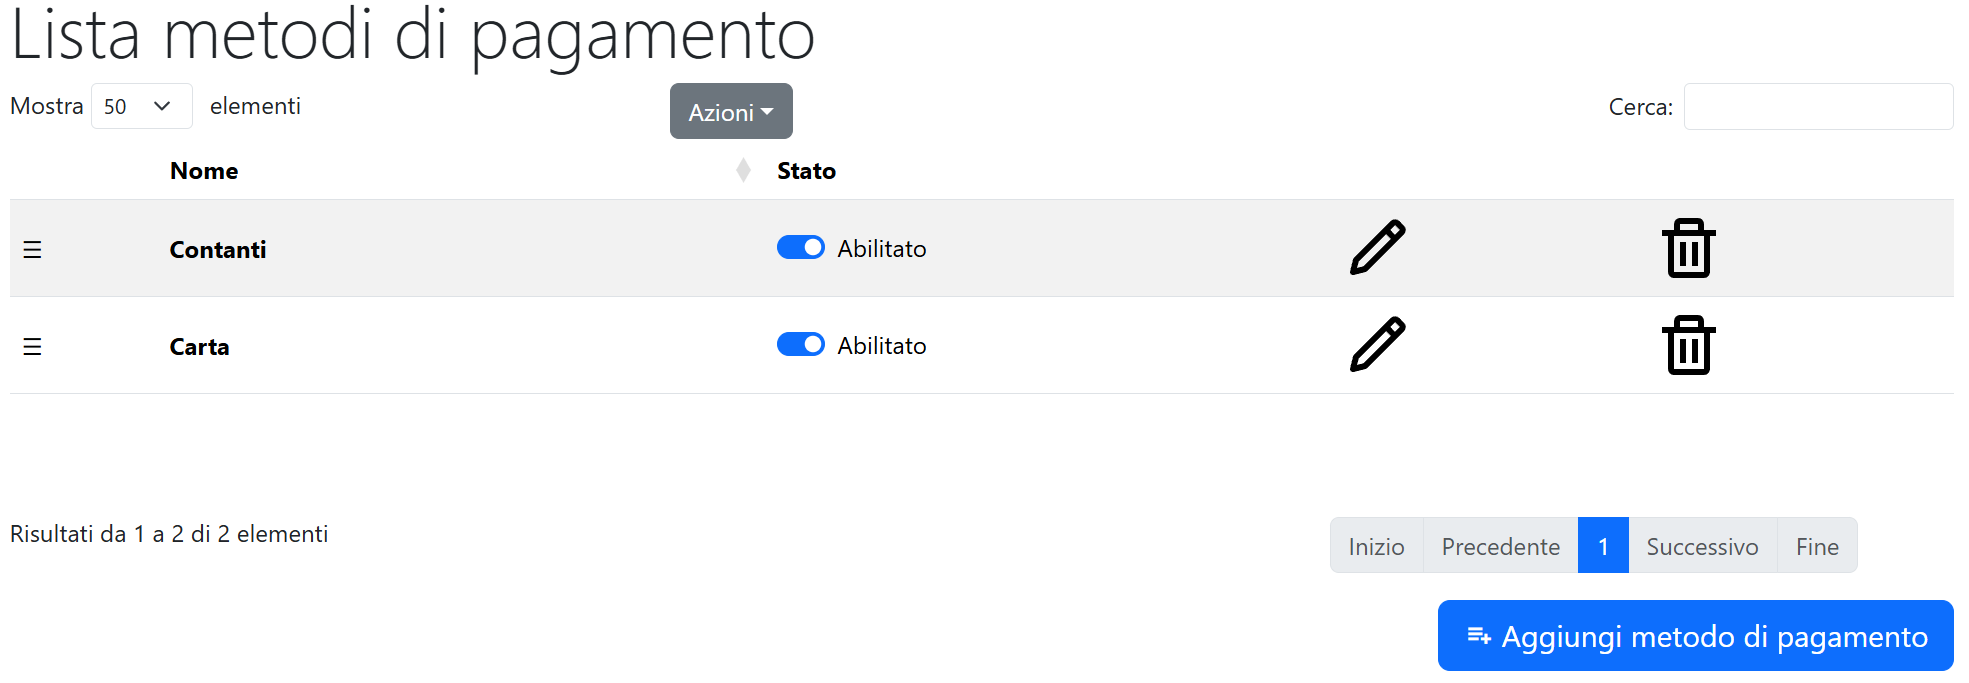 Lista metodi di pagamento
Mostra 50 elementi Azioni Cerca:
Nome Stato
Contanti Abilitato
Carta Abilitato
Risultati da 1 a 2 di 2 elementi
Inizio Precedente 1 Successivo Fine
Aggiungi metodo di pagamento